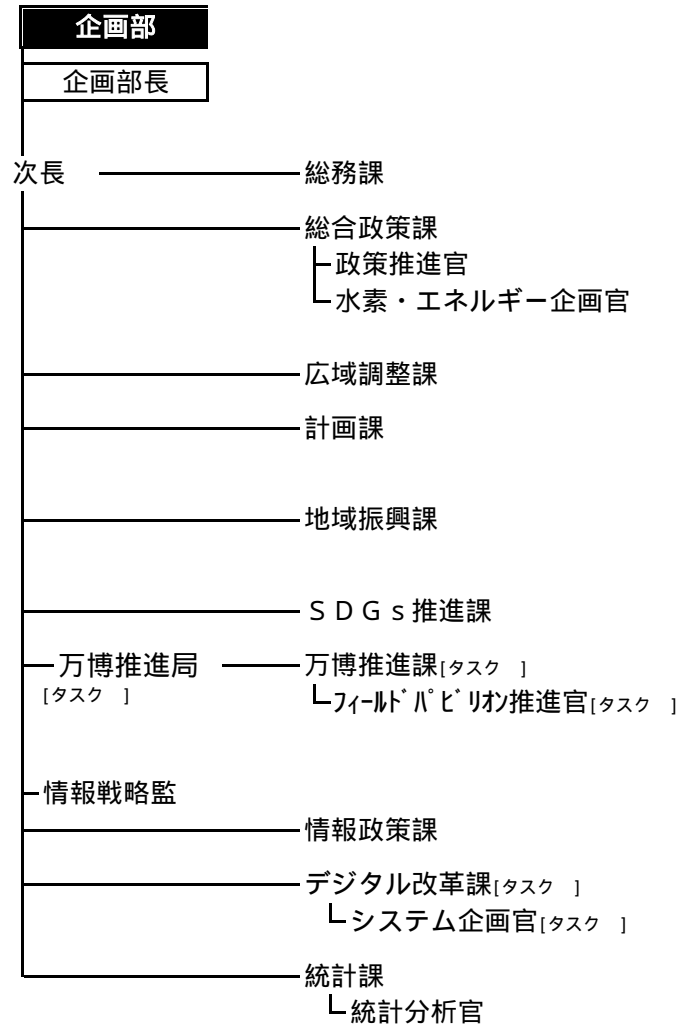 企画部
企画部長
次長 総務課
総合政策課
政策推進官
水素・エネルギー企画官
広域調整課
計画課
地域振興課
ＳＤＧｓ推進課
万博推進局 万博推進課[タスク　]
[タスク　] ﾌｨｰﾙﾄﾞﾊﾟﾋﾞﾘｵﾝ推進官[タスク　]
情報戦略監
情報政策課
デジタル改革課[タスク　]
システム企画官[タスク　]
統計課
統計分析官